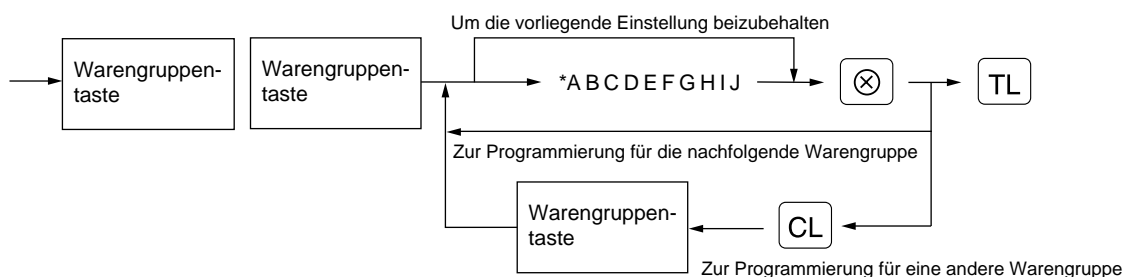 Um die vorliegende Einstellung beizubehalten
Warengruppen-
taste
Warengruppen-
taste
*A B C D E F G H I J
⊗
TL
Zur Programmierung für die nachfolgende Warengruppe
Warengruppen-
taste
CL
Zur Programmierung für eine andere Warengruppe